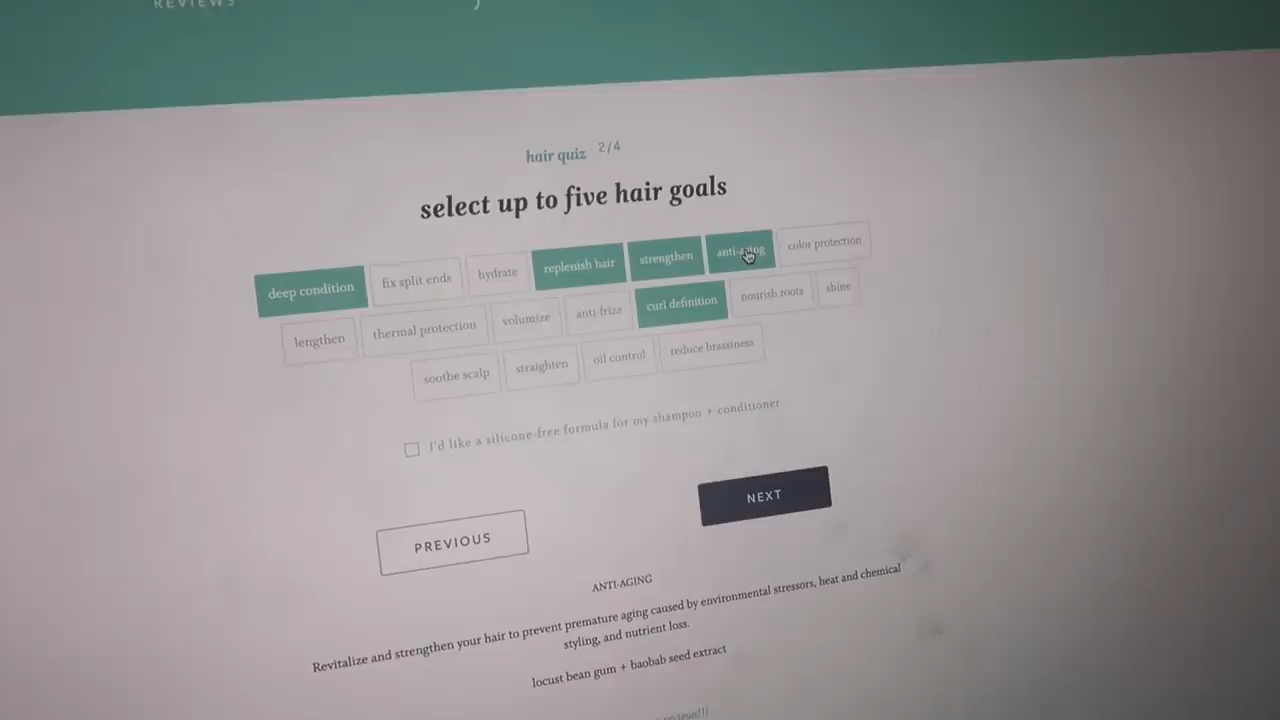 REVIEWS
hair quiz 2/4
select up to five hair goals
deep condition fix split ends hydrate replenish hair strengthen anti-aging color protection
lengthen thermal protection volumize anti-frizz curl definition nourish roots shine
soothe scalp straighten oil control reduce brassiness
I'd like a silicone-free formula for my shampoo + conditioner.
PREVIOUS NEXT
ANTI-AGING
Revitalize and strengthen your hair to prevent premature aging caused by environmental stressors, heat and chemical
styling, and nutrient loss.
locust bean gum + baobab seed extract